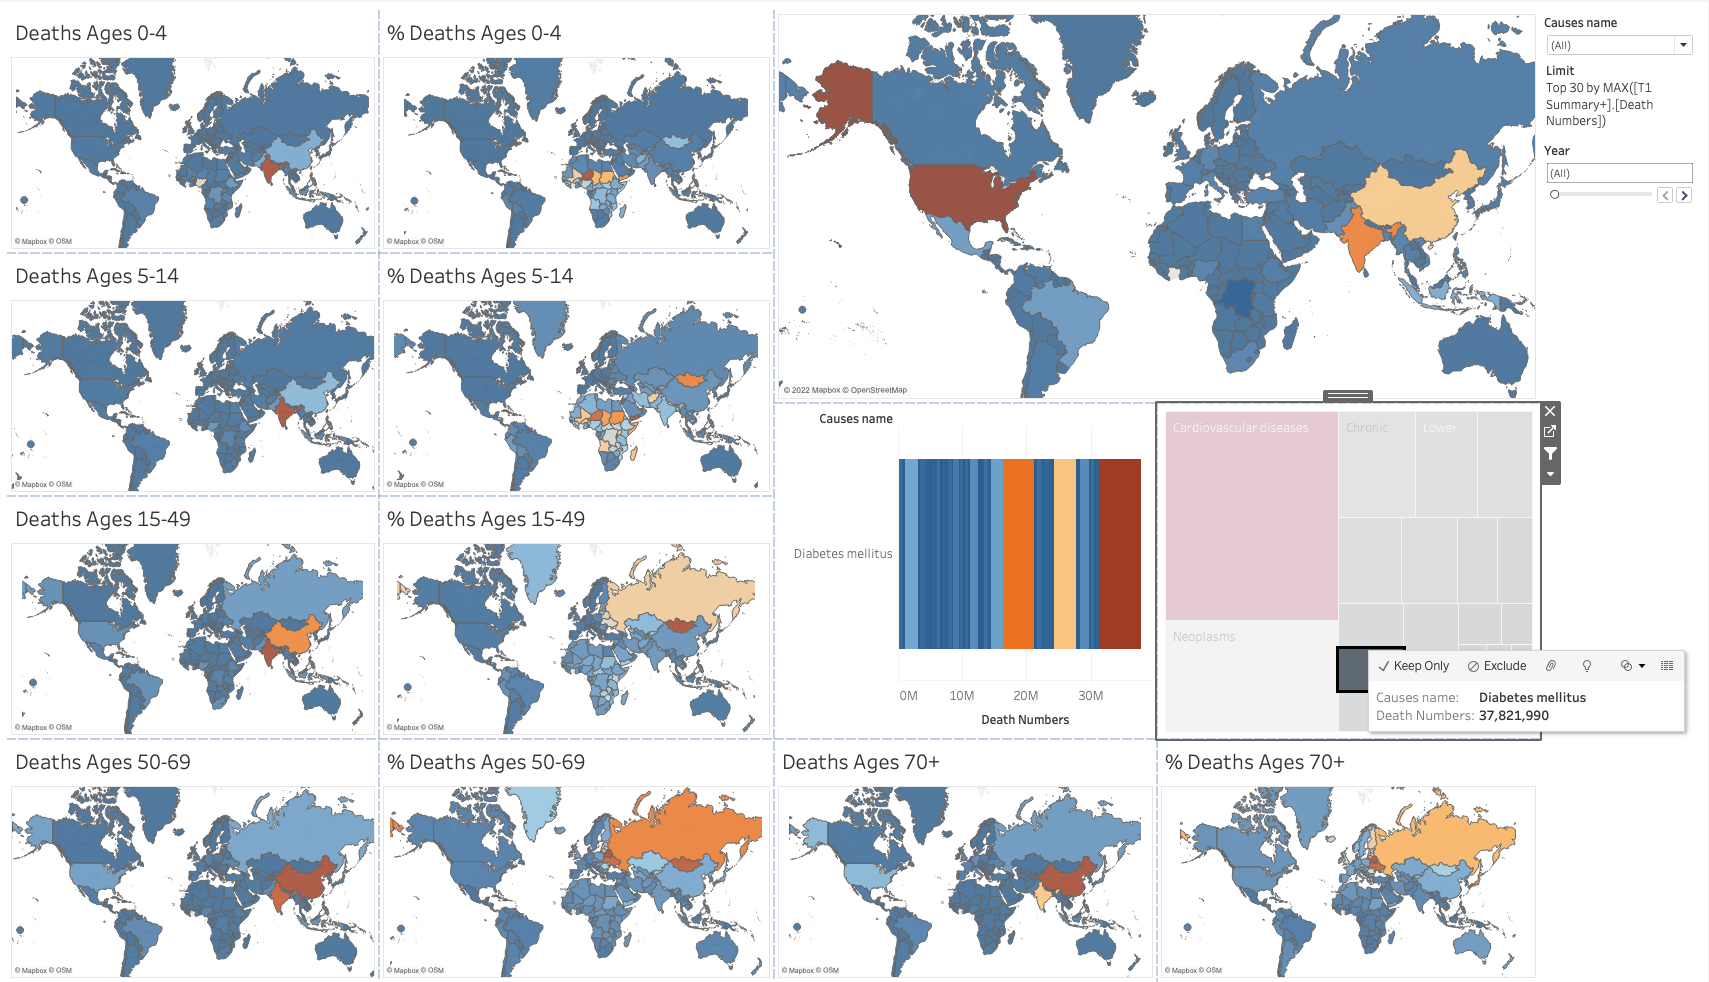 Deaths Ages 0-4
% Deaths Ages 0-4
© Mapbox © OSM
© Mapbox © OSM
Deaths Ages 5-14
% Deaths Ages 5-14
© Mapbox © OSM
© Mapbox © OSM
Deaths Ages 15-49
% Deaths Ages 15-49
© Mapbox © OSM
© Mapbox © OSM
© 2022 Mapbox © OpenStreetMap
Causes name
(All)
Limit
Top 30 by MAX([T1
Summary+].[Death
Numbers])
Year
(All)
Causes name
Diabetes mellitus
0M 10M 20M 30M
Death Numbers
Cardiovascular diseases
Chronic
Lower
Neoplasms
Keep Only
Exclude
Causes name: Diabetes mellitus
Death Numbers: 37,821,990
Deaths Ages 50-69
% Deaths Ages 50-69
Deaths Ages 70+
% Deaths Ages 70+
© Mapbox © OSM
© Mapbox © OSM
© Mapbox © OSM
© Mapbox © OSM